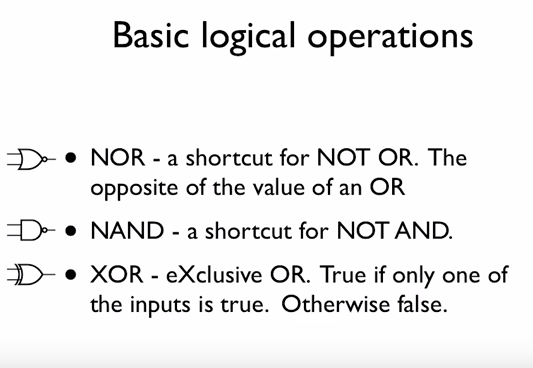 Basic logical operations
• NOR - a shortcut for NOT OR. The
opposite of the value of an OR
• NAND - a shortcut for NOT AND.
• XOR - eXclusive OR. True if only one of
the inputs is true. Otherwise false.